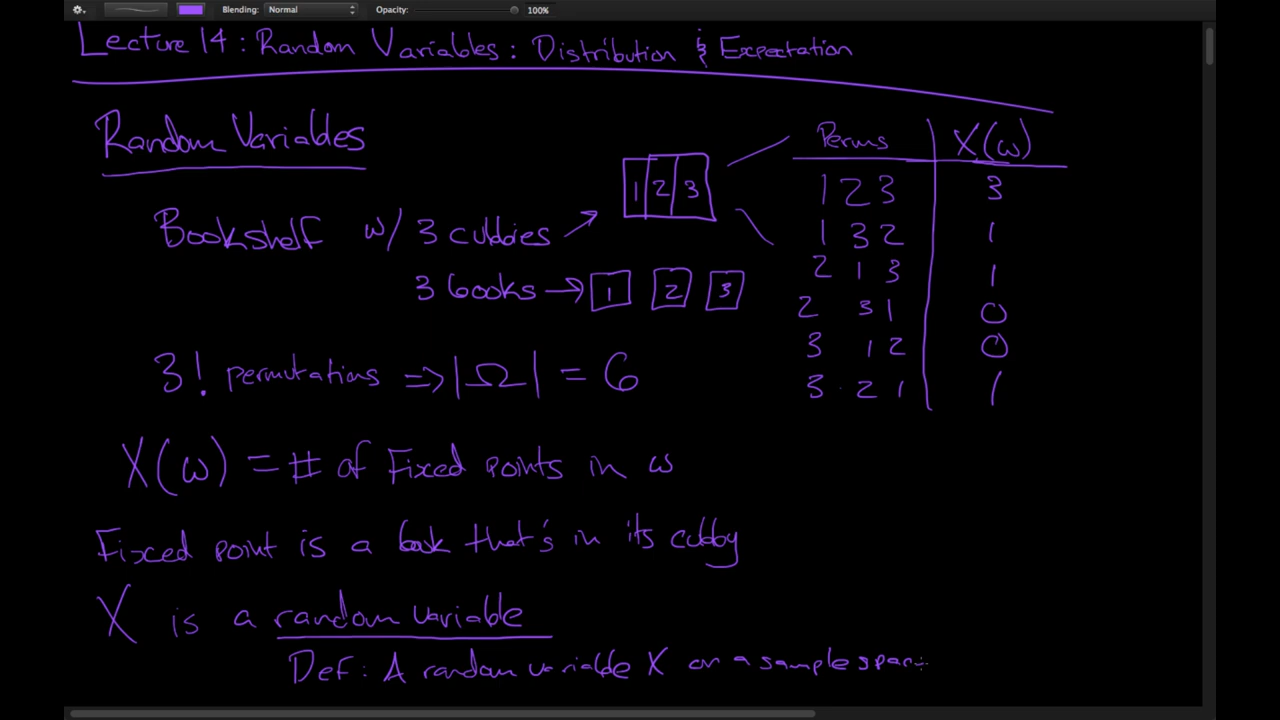 Blending: Normal Opacity: 100%
Lecture 14: Random Variables: Distribution & Expectation
Random Variables
Bookshelf w/ 3 cubbies → 1 2 3
3 books → 1 2 3
3! permutations => |Ω| = 6
Perms X(ω)
1 2 3 3
1 3 2 1
2 1 3 1
2 3 1 0
3 1 2 0
3 2 1 1
X(ω) = # of Fixed points in ω
Fixed point is a book that's in its cubby
X is a random variable
Def: A random variable X on a sample spac